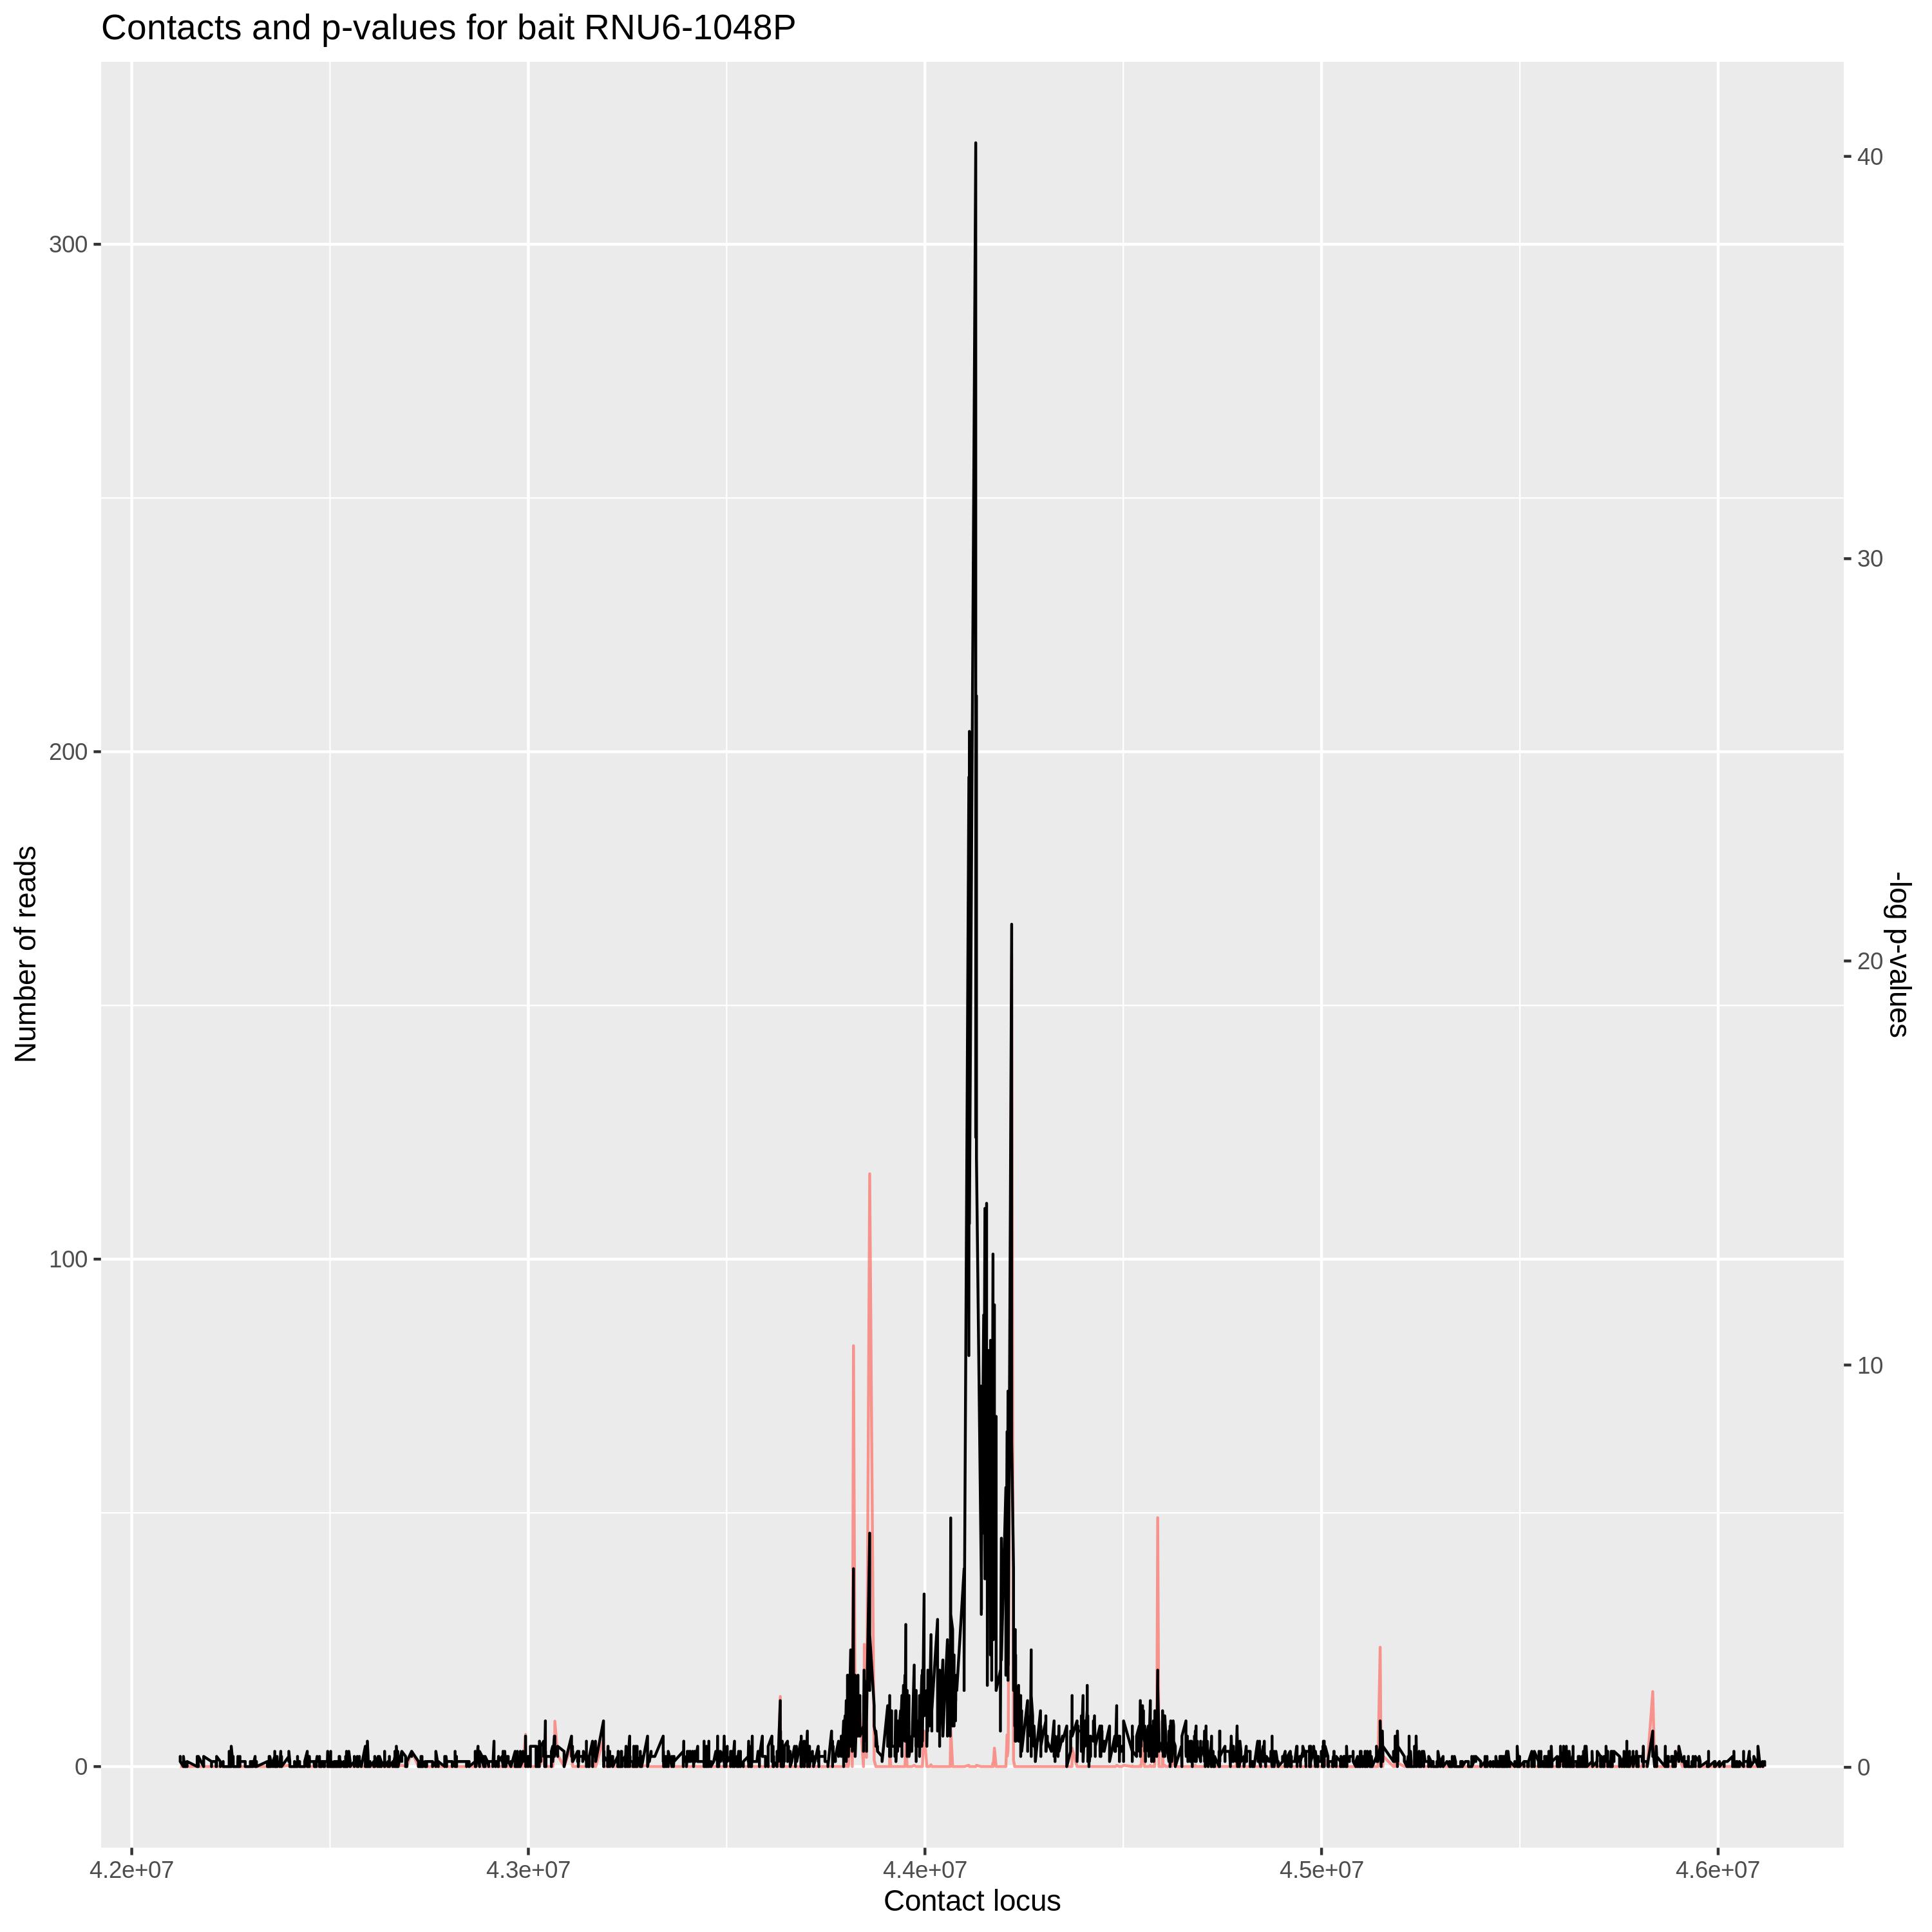 Contacts and p-values for bait RNU6-1048P
300
200
100
0
40
30
20
10
0
Number of reads
-log p-values
4.2e+07
4.3e+07
4.4e+07
4.5e+07
4.6e+07
Contact locus